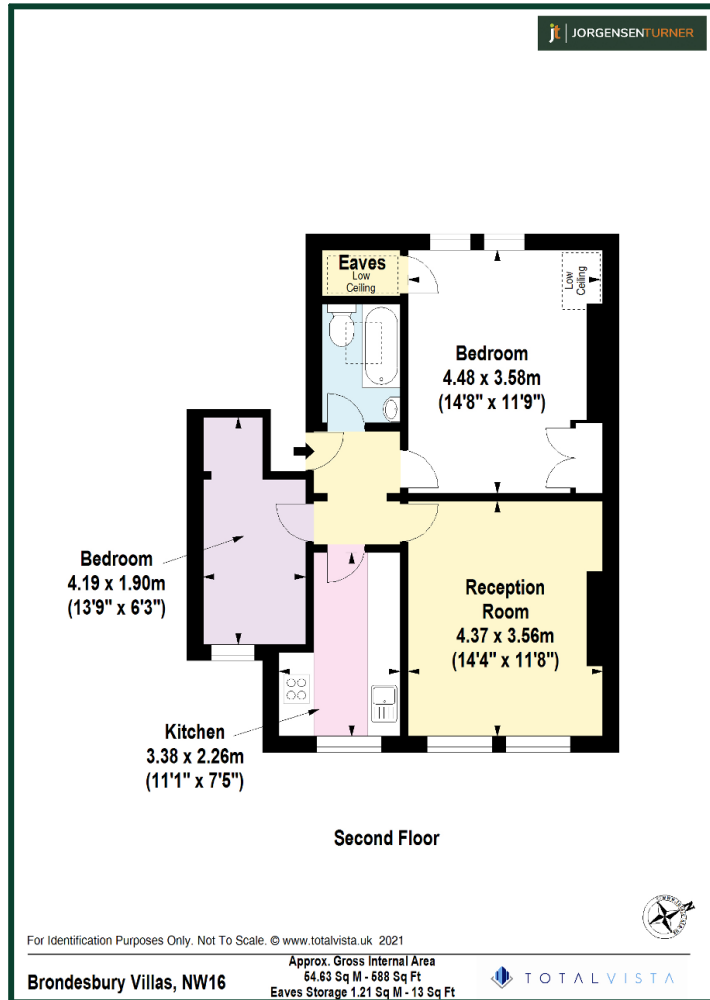 jt | JORGENSENTURNER
Eaves
Low
Ceiling
Low
Ceiling
Bedroom
4.48 x 3.58m
(14'8" x 11'9")
Bedroom
4.19 x 1.90m
(13'9" x 6'3")
Reception
Room
4.37 x 3.56m
(14'4" x 11'8")
Kitchen
3.38 x 2.26m
(11'1" x 7'5")
Second Floor
N
For Identification Purposes Only. Not To Scale. © www.totalvista.uk 2021
Brondesbury Villas, NW16
Approx. Gross Internal Area
54.63 Sq M - 588 Sq Ft
Eaves Storage 1.21 Sq M - 13 Sq Ft
TOTALVISTA